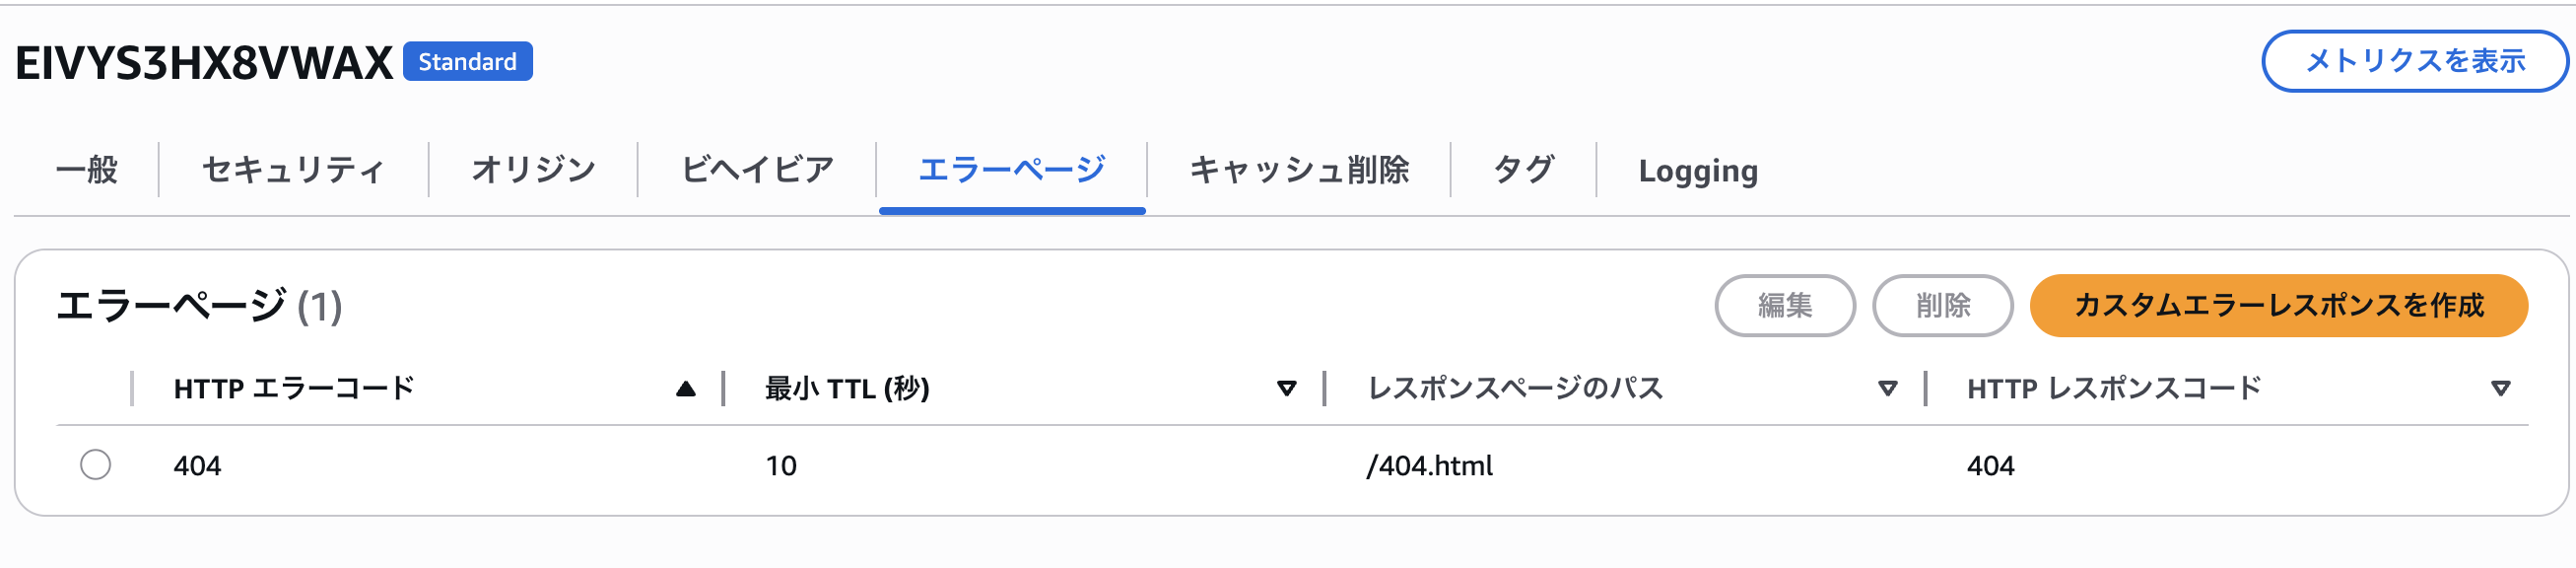 EIVYS3HX8VWAX Standard メトリクスを表示
一般 セキュリティ オリジン ビヘイビア エラーページ キャッシュ削除 タグ Logging
エラーページ (1) 編集 削除 カスタムエラーレスポンスを作成
HTTP エラーコード 最小 TTL (秒) レスポンスページのパス HTTP レスポンスコード
404 10 /404.html 404